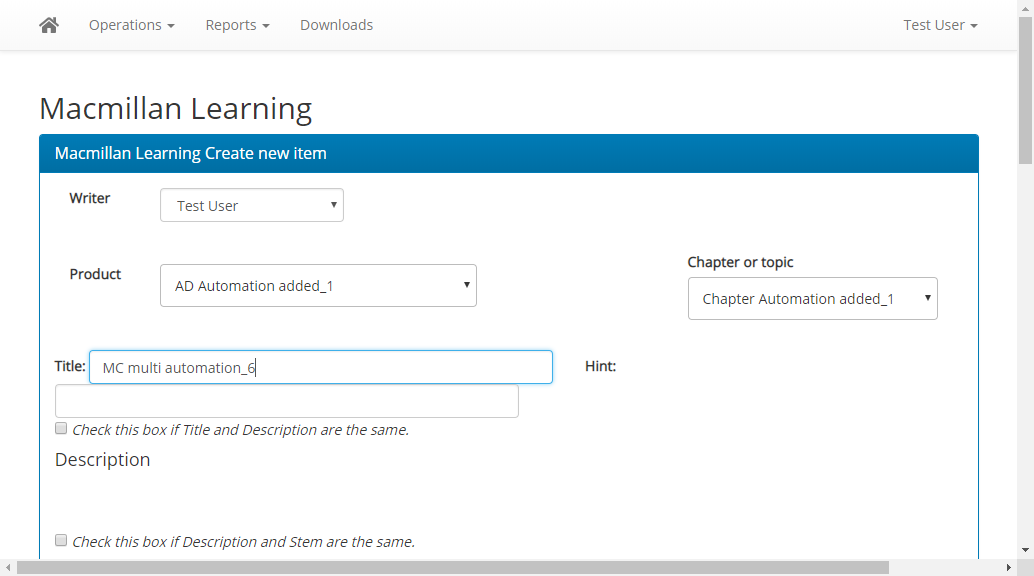 Operations Reports Downloads Test User
Macmillan Learning
Macmillan Learning Create new item
Writer Test User
Chapter or topic
Product AD Automation added_1
Chapter Automation added_1
Title: MC multi automation_6 Hint:
Check this box if Title and Description are the same.
Description
Check this box if Description and Stem are the same.